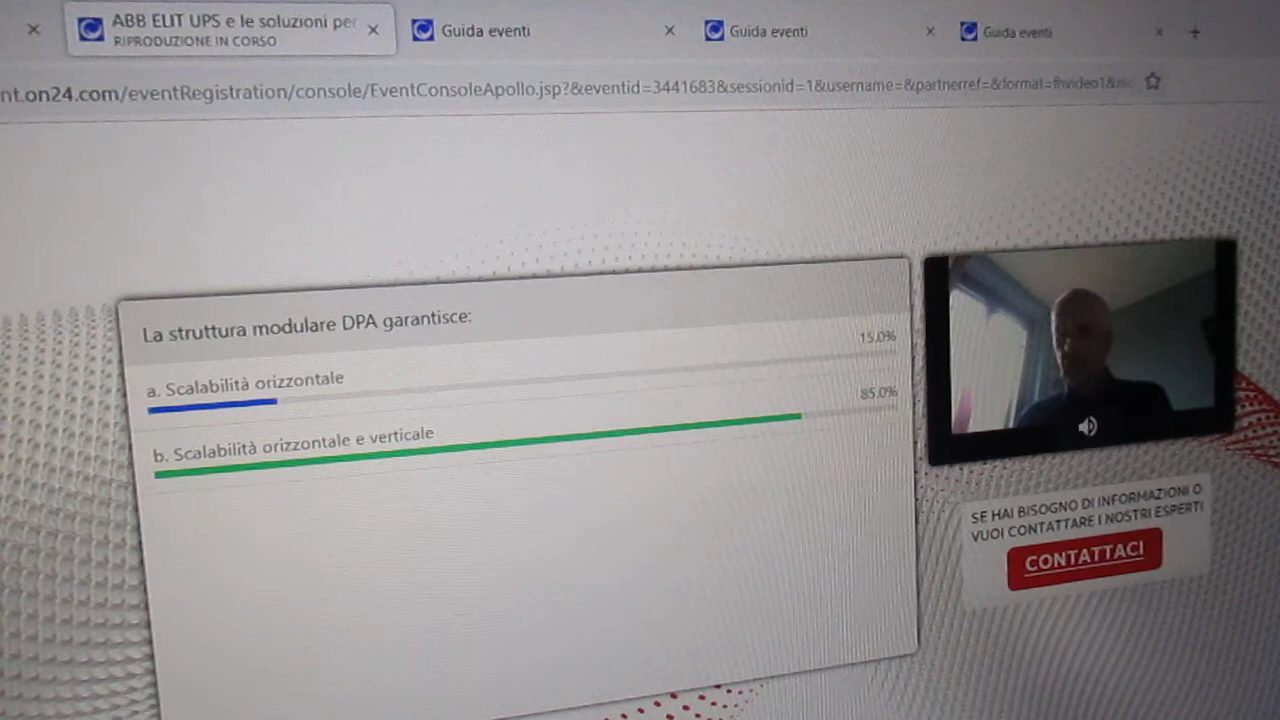 ABB ELIT UPS e le soluzioni per
RIPRODUZIONE IN CORSO
Guida eventi
Guida eventi
Guida eventi
nt.on24.com/eventRegistration/console/EventConsoleApollo.jsp?&eventid=3441683&sessionid=1&username=&partnerref=&format=fhvideo1&
La struttura modulare DPA garantisce:
a. Scalabilità orizzontale
15.0%
b. Scalabilità orizzontale e verticale
85.0%
SE HAI BISOGNO DI INFORMAZIONI O
VUOI CONTATTARE I NOSTRI ESPERTI
CONTATTACI